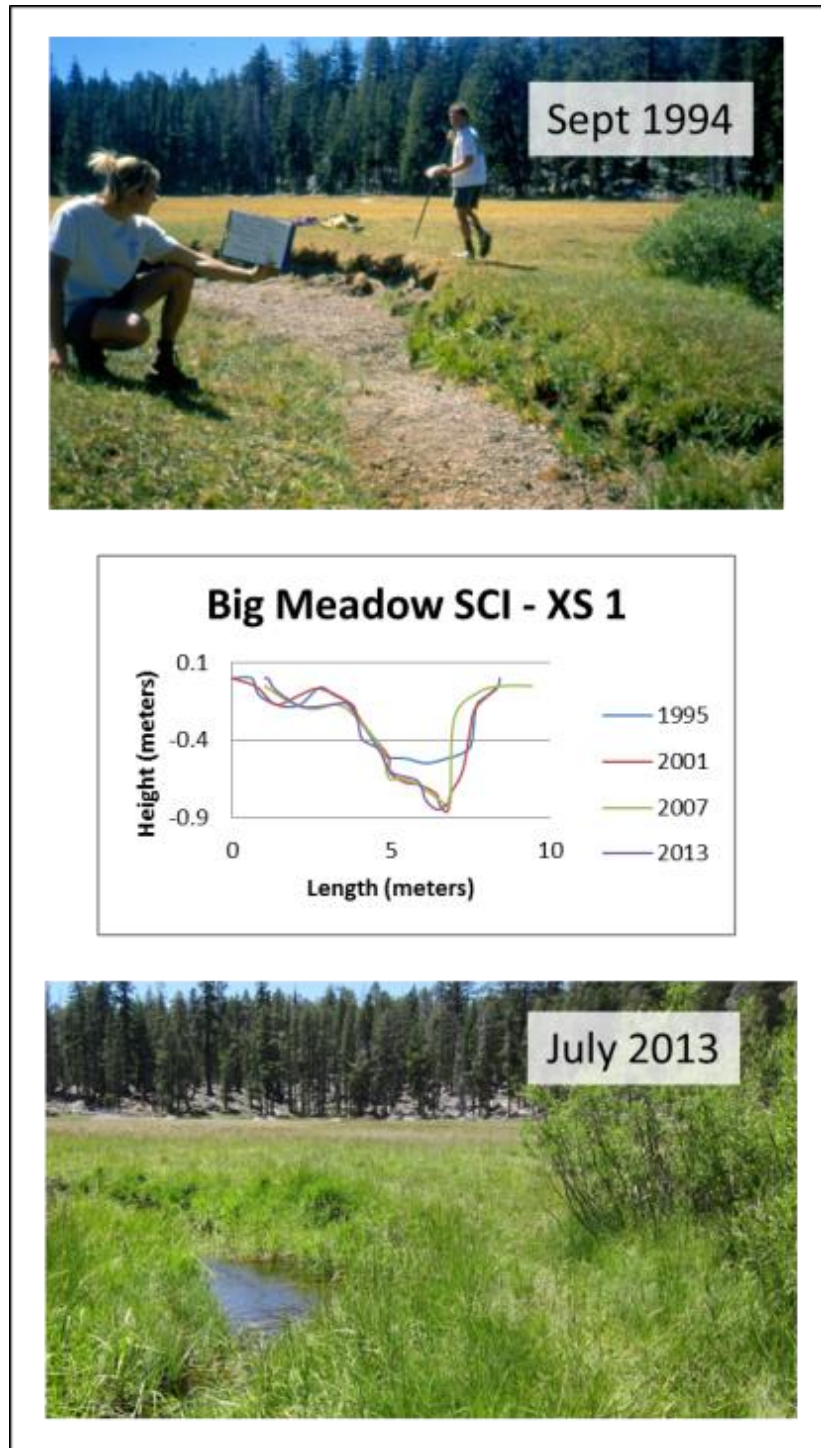 Sept 1994
Big Meadow SCI - XS 1
Height (meters)
0.1
-0.4
-0.9
0
5
10
Length (meters)
1995
2001
2007
2013
July 2013